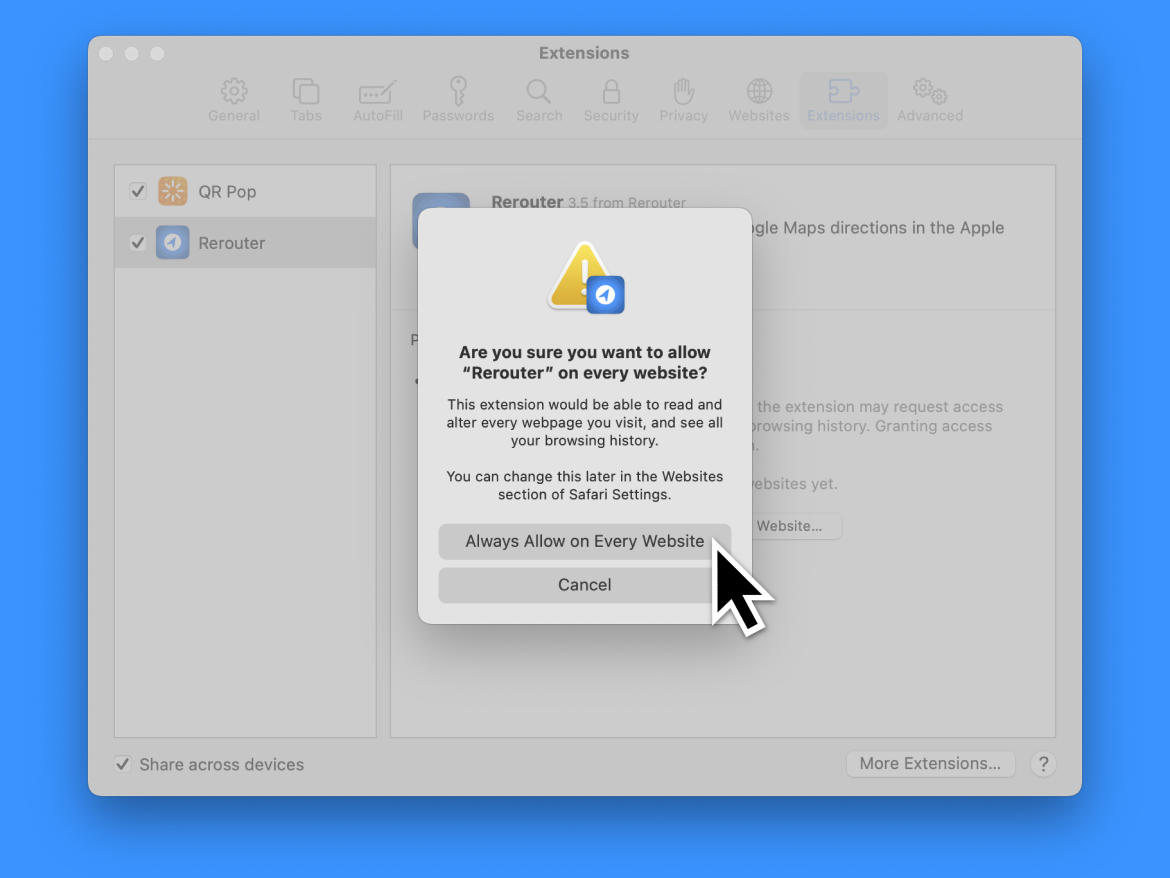 Extensions
General Tabs AutoFill Passwords Search Security Privacy Websites Extensions Advanced
QR Pop
Rerouter
Rerouter 3.5 from Rerouter
Maps directions in the Apple
Are you sure you want to allow
“Rerouter” on every website?
This extension would be able to read and
alter every webpage you visit, and see all
your browsing history.
You can change this later in the Websites
section of Safari Settings.
Always Allow on Every Website
Cancel
the extension may request access
history. Granting access
yet.
Website...
Share across devices
More Extensions...
?